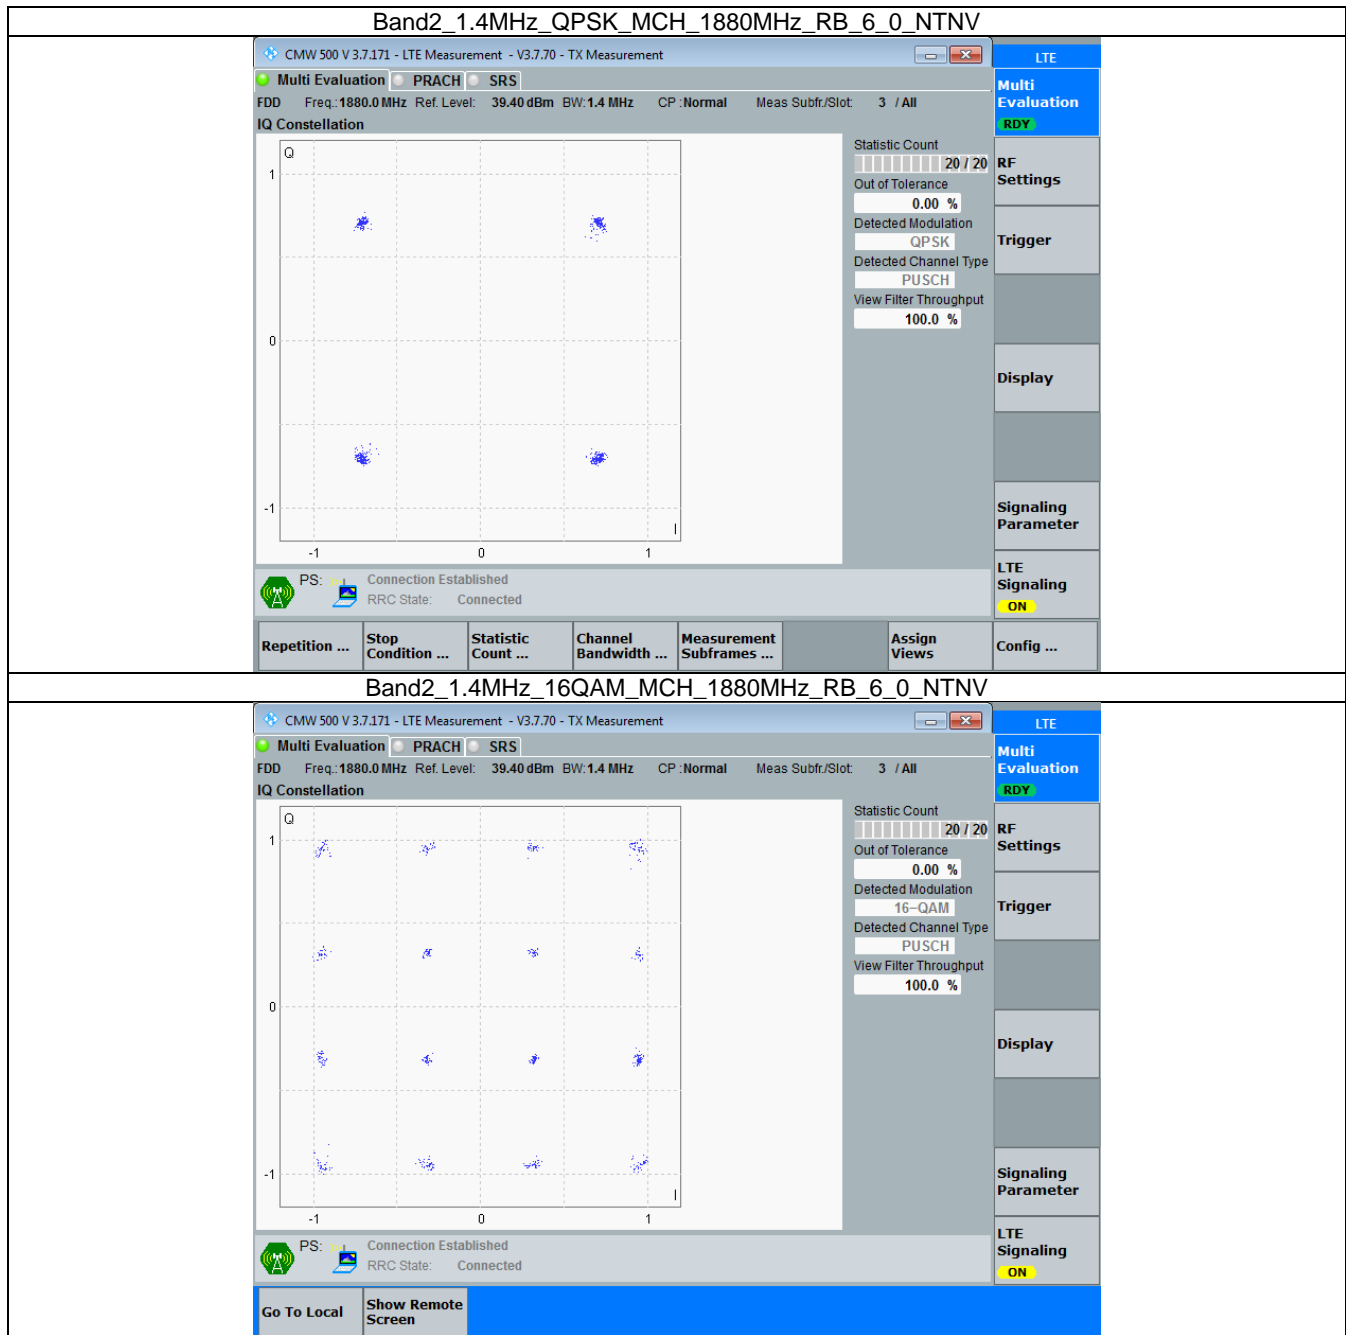 Band2_1.4MHz_QPSK_MCH_1880MHz_RB_6_0_NTNV
CMW 500 V 3.7.171 - LTE Measurement - V3.7.70 - TX Measurement
LTE
Multi Evaluation PRACH SRS
Multi Evaluation
RDY
FDD Freq.: 1880.0 MHz Ref. Level: 39.40 dBm BW: 1.4 MHz CP : Normal Meas Subfr./Slot: 3 / All
IQ Constellation
Q
1
0
-1
I
-1 0 1
Statistic Count
20 / 20
Out of Tolerance
0.00 %
Detected Modulation
QPSK
Detected Channel Type
PUSCH
View Filter Throughput
100.0 %
RF Settings
Trigger
Display
Signaling Parameter
LTE Signaling
ON
PS: Connection Established
RRC State: Connected
Repetition ...
Stop Condition ...
Statistic Count ...
Channel Bandwidth ...
Measurement Subframes ...
Assign Views
Config ...
Band2_1.4MHz_16QAM_MCH_1880MHz_RB_6_0_NTNV
CMW 500 V 3.7.171 - LTE Measurement - V3.7.70 - TX Measurement
LTE
Multi Evaluation PRACH SRS
Multi Evaluation
RDY
FDD Freq.: 1880.0 MHz Ref. Level: 39.40 dBm BW: 1.4 MHz CP : Normal Meas Subfr./Slot: 3 / All
IQ Constellation
Q
1
0
-1
I
-1 0 1
Statistic Count
20 / 20
Out of Tolerance
0.00 %
Detected Modulation
16-QAM
Detected Channel Type
PUSCH
View Filter Throughput
100.0 %
RF Settings
Trigger
Display
Signaling Parameter
LTE Signaling
ON
PS: Connection Established
RRC State: Connected
Go To Local
Show Remote Screen